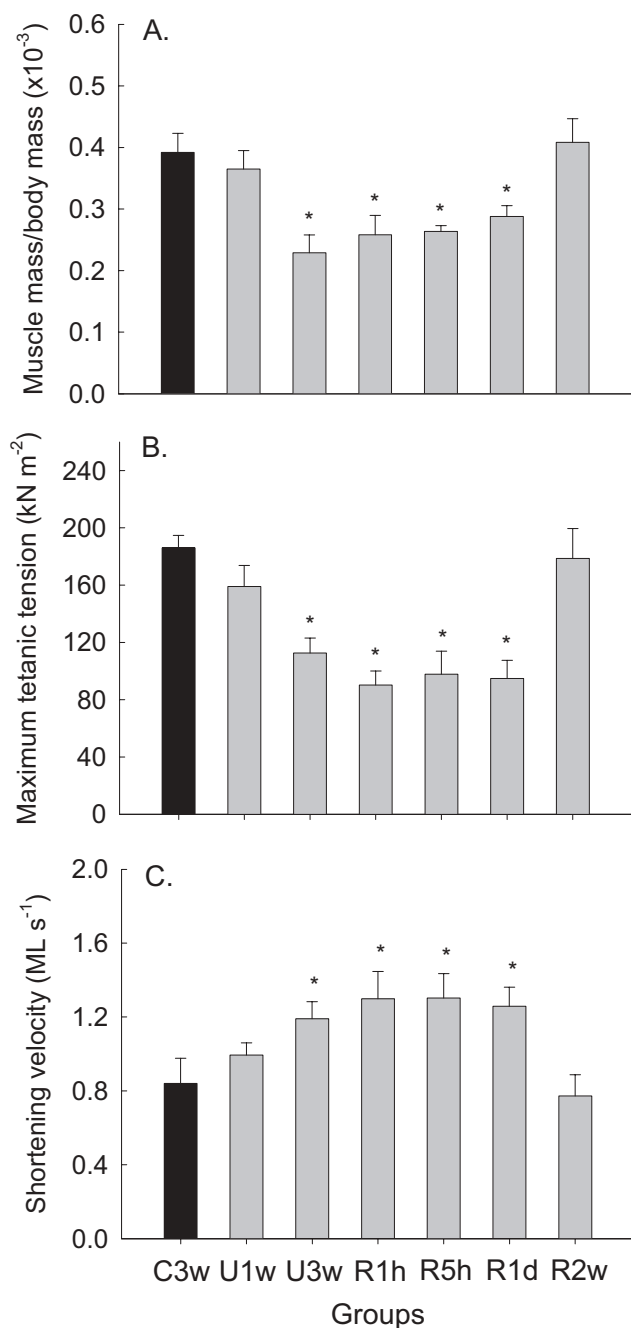 A.
Muscle mass/body mass (x10⁻³)
0.6
0.5
0.4
0.3
0.2
0.1
0.0
* * * *
B.
Maximum tetanic tension (kN m⁻²)
240
200
160
120
80
40
0
* * * *
C.
Shortening velocity (ML s⁻¹)
2.0
1.6
1.2
0.8
0.4
0.0
* * * *
C3w U1w U3w R1h R5h R1d R2w
Groups